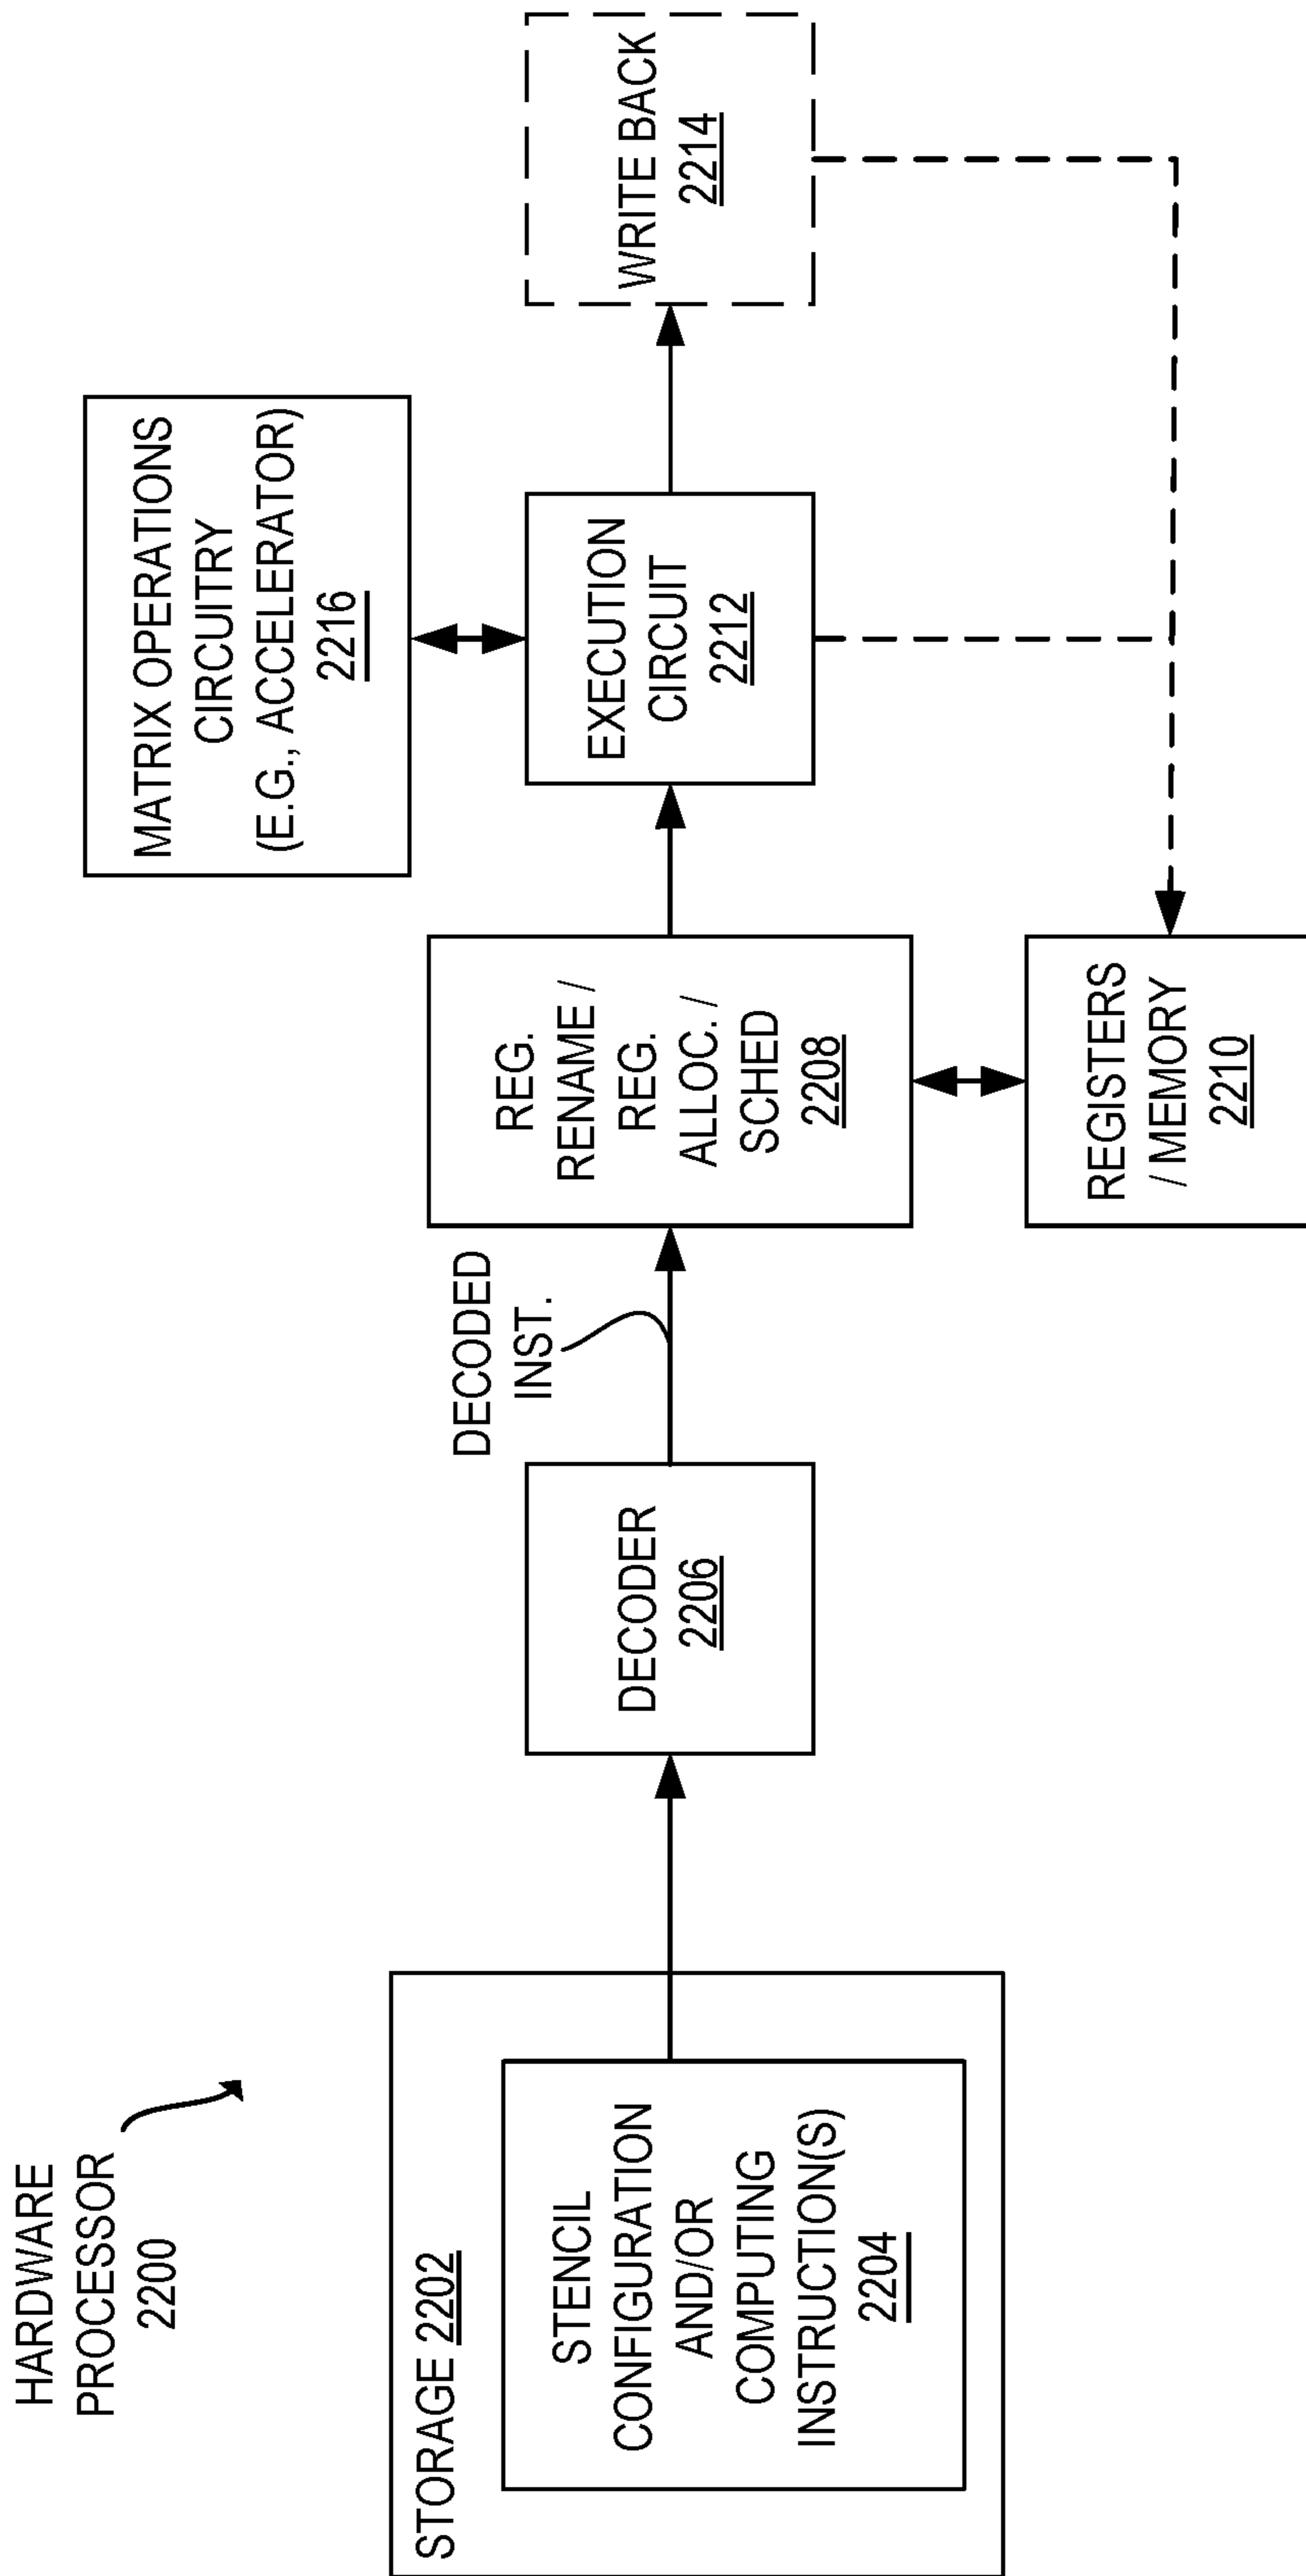 HARDWARE
PROCESSOR
2200
STORAGE 2202
STENCIL
CONFIGURATION
AND/OR
COMPUTING
INSTRUCTION(S)
2204
DECODER
2206
DECODED
INST.
REG.
RENAME /
REG.
ALLOC. /
SCHED
2208
REGISTERS
/ MEMORY
2210
MATRIX OPERATIONS
CIRCUITRY
(E.G., ACCELERATOR)
2216
EXECUTION
CIRCUIT
2212
WRITE BACK
2214